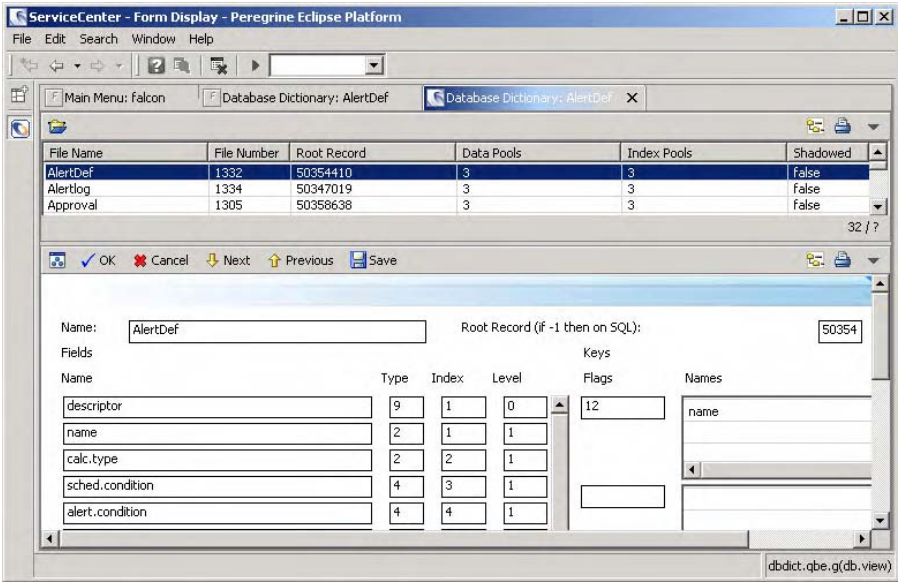 ServiceCenter - Form Display - Peregrine Eclipse Platform
File Edit Search Window Help
Main Menu: falcon Database Dictionary: AlertDef Database Dictionary: AlertDef
File Name File Number Root Record Data Pools Index Pools Shadowed
AlertDef 1332 50354410 3 3 false
Alertlog 1334 50347019 3 3 false
Approval 1305 50358638 3 3 false
32 / ?
OK Cancel Next Previous Save
Name: AlertDef Root Record (if -1 then on SQL): 50354
Fields Keys
Name Type Index Level Flags Names
descriptor 9 1 0 12 name
name 2 1 1
calc.type 2 2 1
sched.condition 4 3 1
alert.condition 4 4 1
dbdict.qbe.g(db.view)